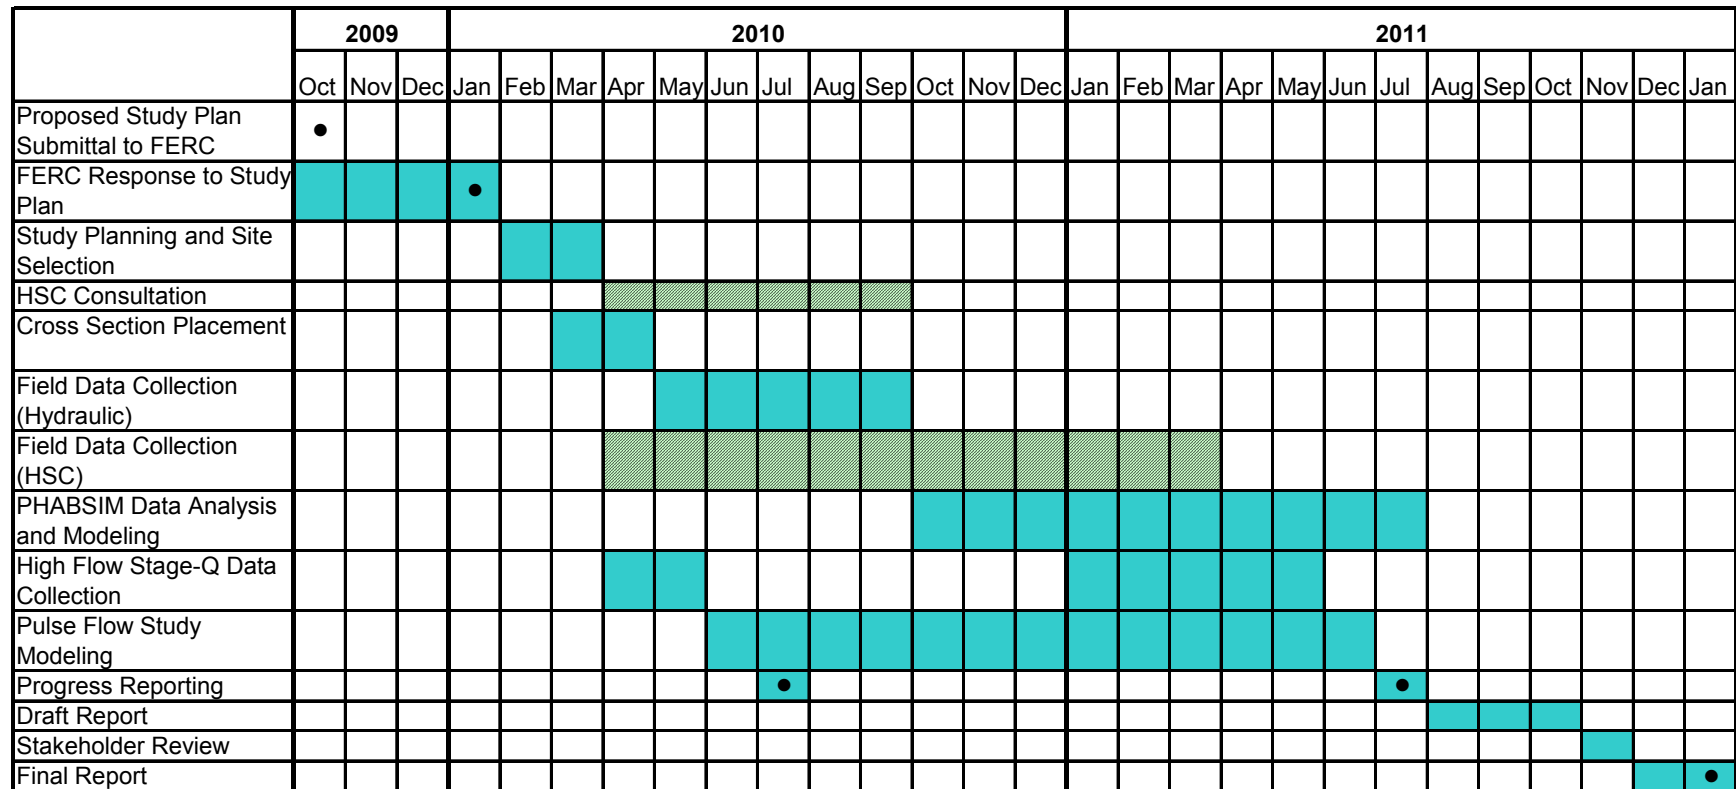 2009 2010 2011
Oct Nov Dec Jan Feb Mar Apr May Jun Jul Aug Sep Oct Nov Dec Jan Feb Mar Apr May Jun Jul Aug Sep Oct Nov Dec Jan
Proposed Study Plan
Submittal to FERC
FERC Response to Study
Plan
Study Planning and Site
Selection
HSC Consultation
Cross Section Placement
Field Data Collection
(Hydraulic)
Field Data Collection
(HSC)
PHABSIM Data Analysis
and Modeling
High Flow Stage-Q Data
Collection
Pulse Flow Study
Modeling
Progress Reporting
Draft Report
Stakeholder Review
Final Report